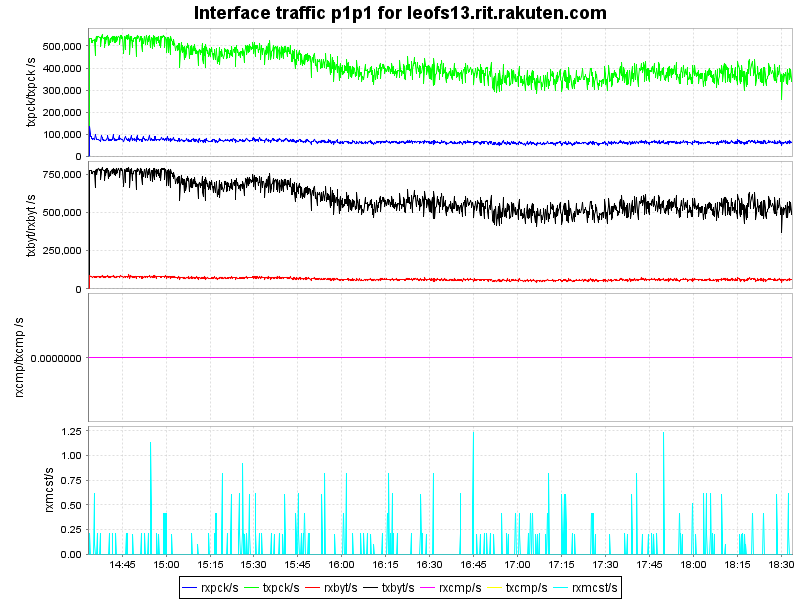 Interface traffic p1p1 for leofs13.rit.rakuten.com
txpck/txpck /s
500,000
400,000
300,000
200,000
100,000
0
txbyt/rxbyt /s
750,000
500,000
250,000
0
rxcmp/txcmp /s
0.0000000
rxmcst/s
1.25
1.00
0.75
0.50
0.25
0.00
14:45 15:00 15:15 15:30 15:45 16:00 16:15 16:30 16:45 17:00 17:15 17:30 17:45 18:00 18:15 18:30
rxpck/s txpck/s rxbyt/s txbyt/s rxcmp/s txcmp/s rxmcst/s